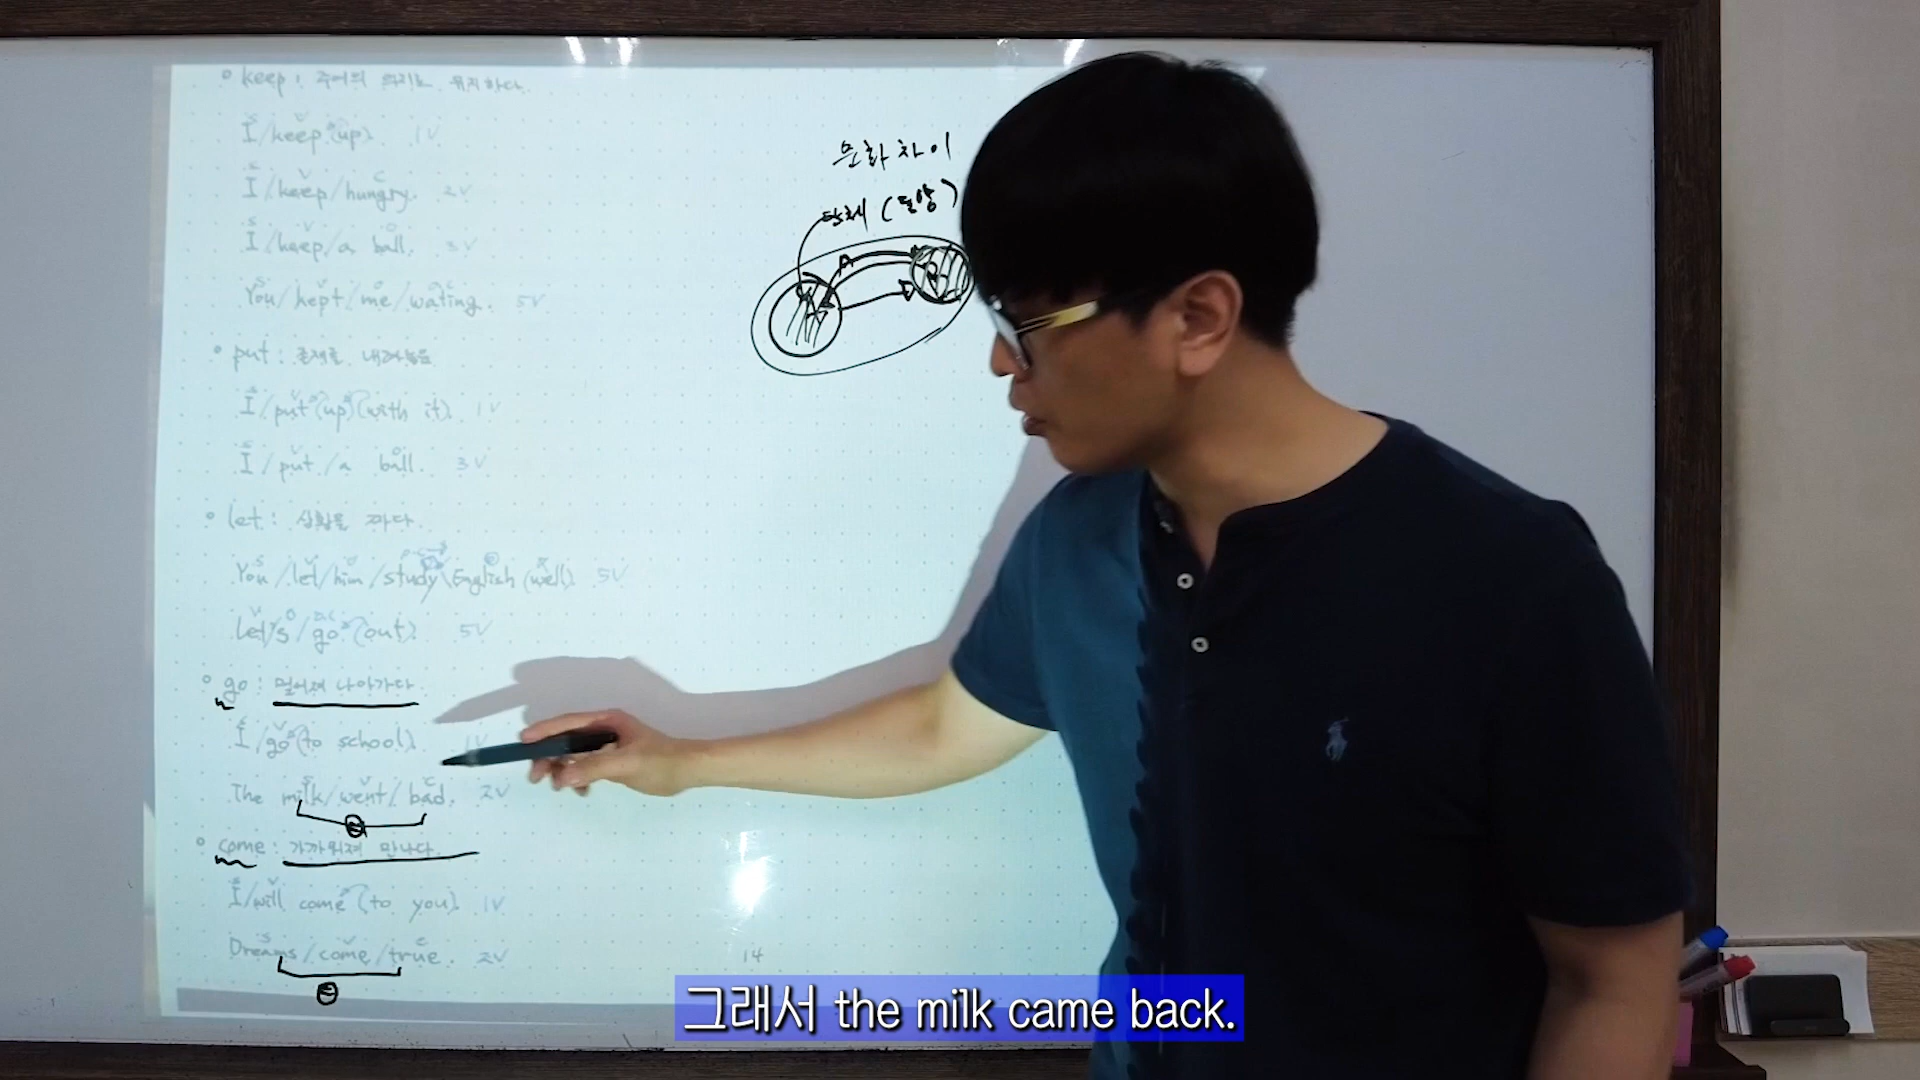 keep : 주어의 의지로 유지하다.
I / keep (up). 1V
I / keep / hungry. 2V
I / keep / a ball. 3V
You / kept / me / wating. 5V
put : 존재를 내려놓음
I / put (up) (with it). 1V
I / put / a ball. 3V
let : 상황을 짜다
You / let / him / study \ English (well). 5V
Let / 's / go (out). 5V
go : 멀어져 나아가다.
I / go (to school). 1V
The milk / went / bad. 2V
come : 가까워져 만나다.
I / will come (to you). 1V
Dreams / come / true. 2V
14
문화차이
단체
A
B
그래서 the milk came back.